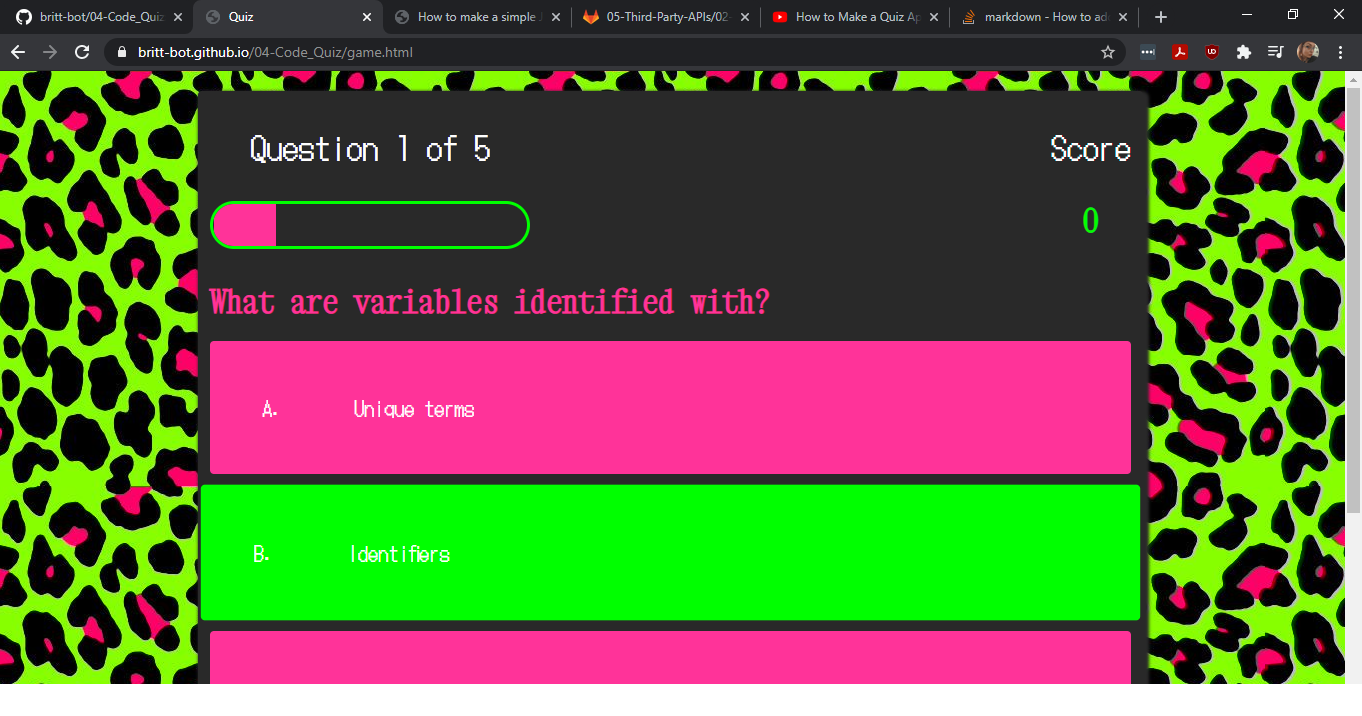 britt-bot/04-Code_Quiz
Quiz
How to make a simple J
05-Third-Party-APIs/02-
How to Make a Quiz Ap
markdown - How to add
britt-bot.github.io/04-Code_Quiz/game.html
Question 1 of 5
Score
0
What are variables identified with?
A. Unique terms
B. Identifiers